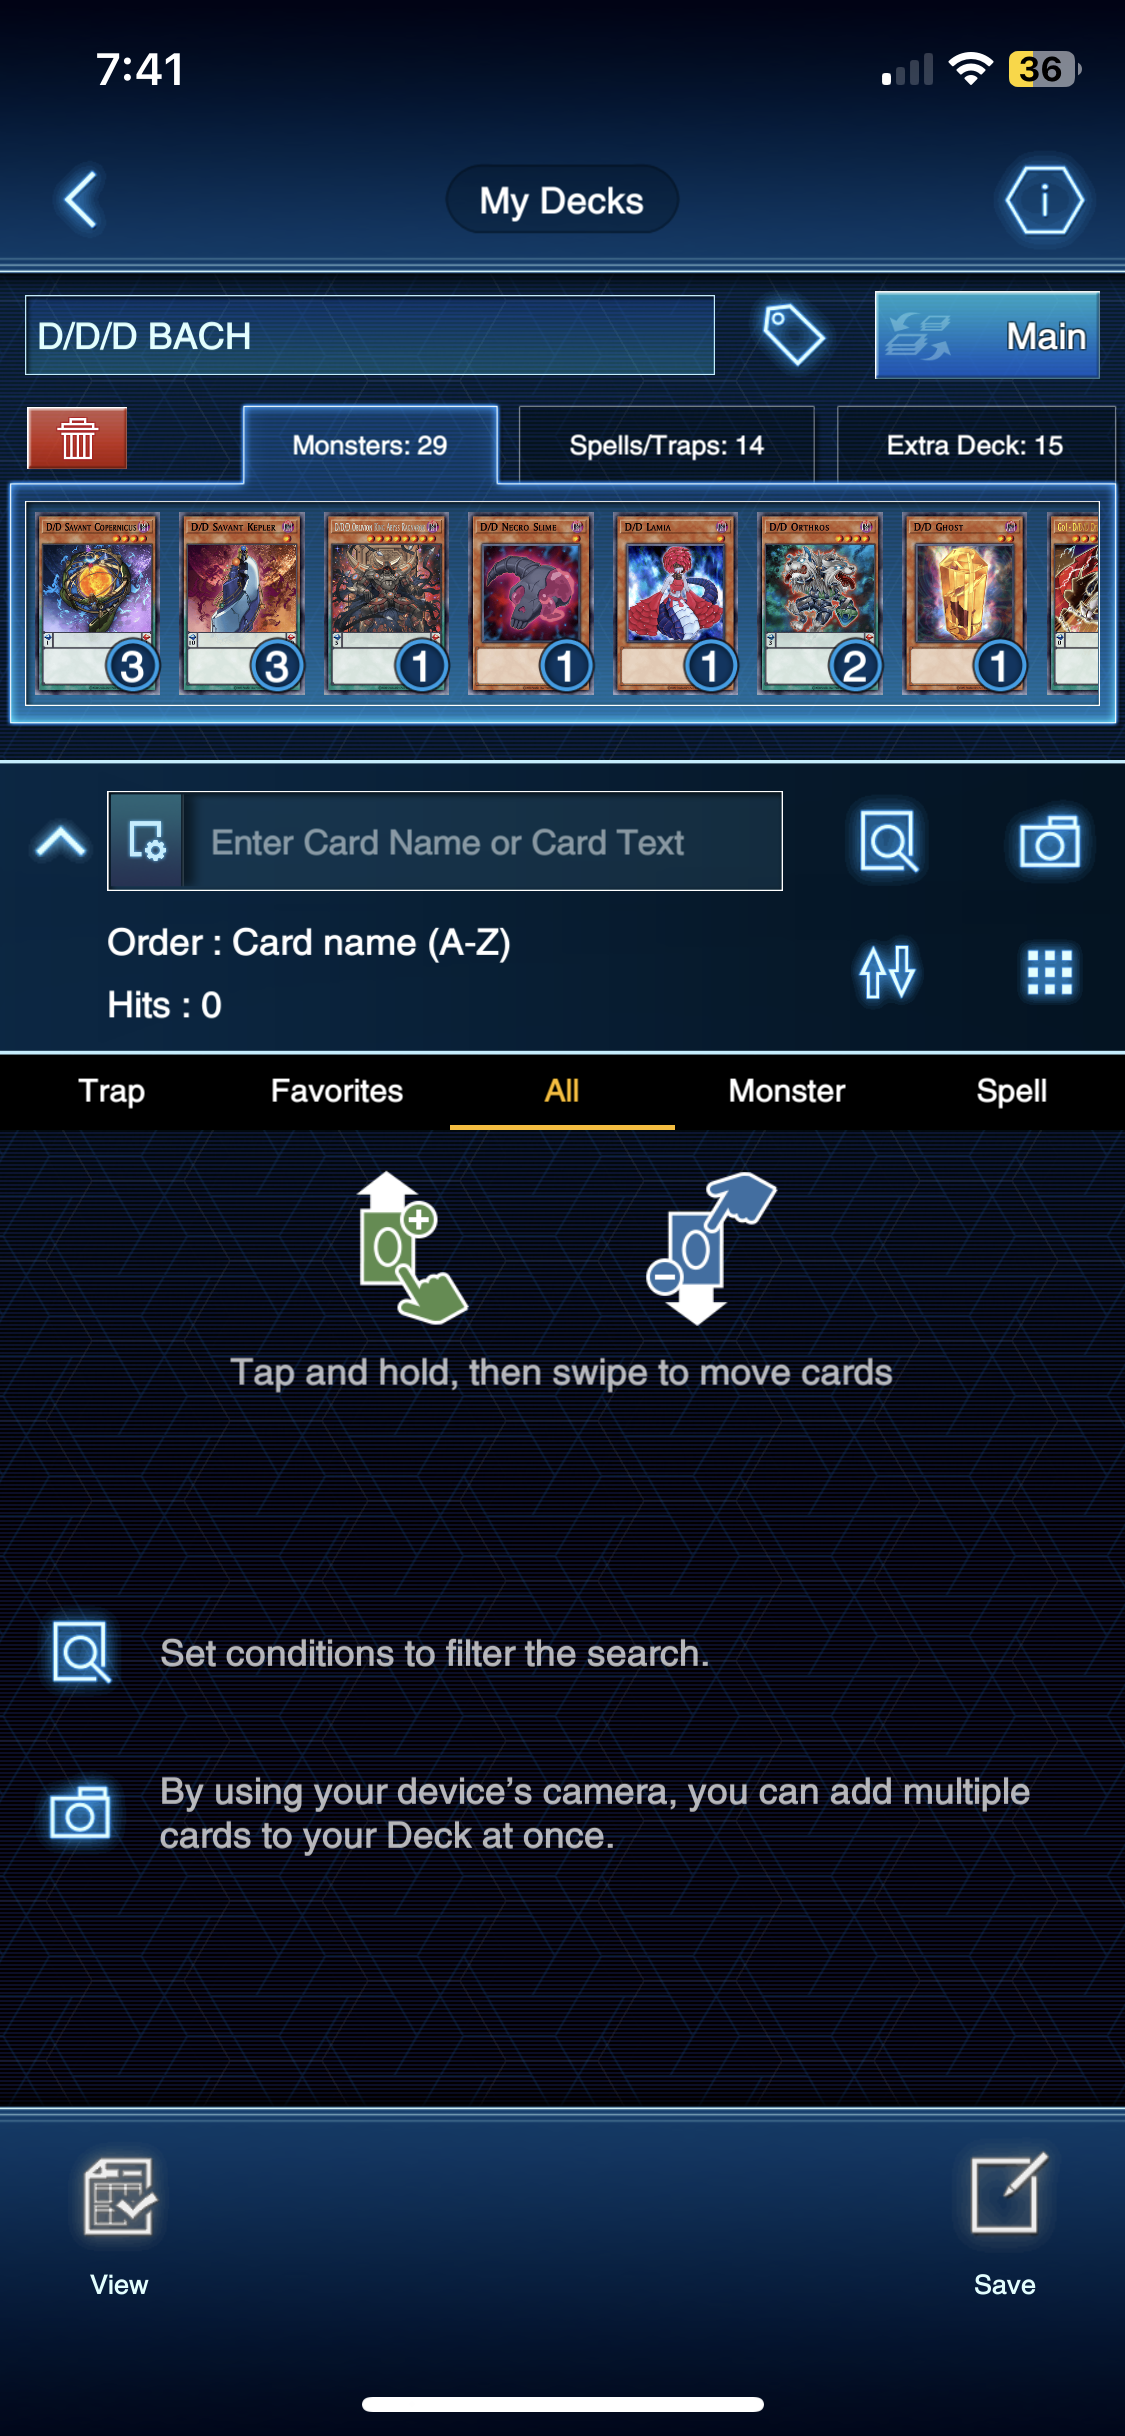 7:41
36
My Decks
D/D/D BACH
Main
Monsters: 29
Spells/Traps: 14
Extra Deck: 15
D/D Savant Copernicus
D/D Savant Kepler
D/D Necro Slime
D/D Lamia
D/D Orthros
D/D Ghost
3
3
1
1
1
2
1
Enter Card Name or Card Text
Order : Card name (A-Z)
Hits : 0
Trap
Favorites
All
Monster
Spell
Tap and hold, then swipe to move cards
Set conditions to filter the search.
By using your device’s camera, you can add multiple
cards to your Deck at once.
View
Save